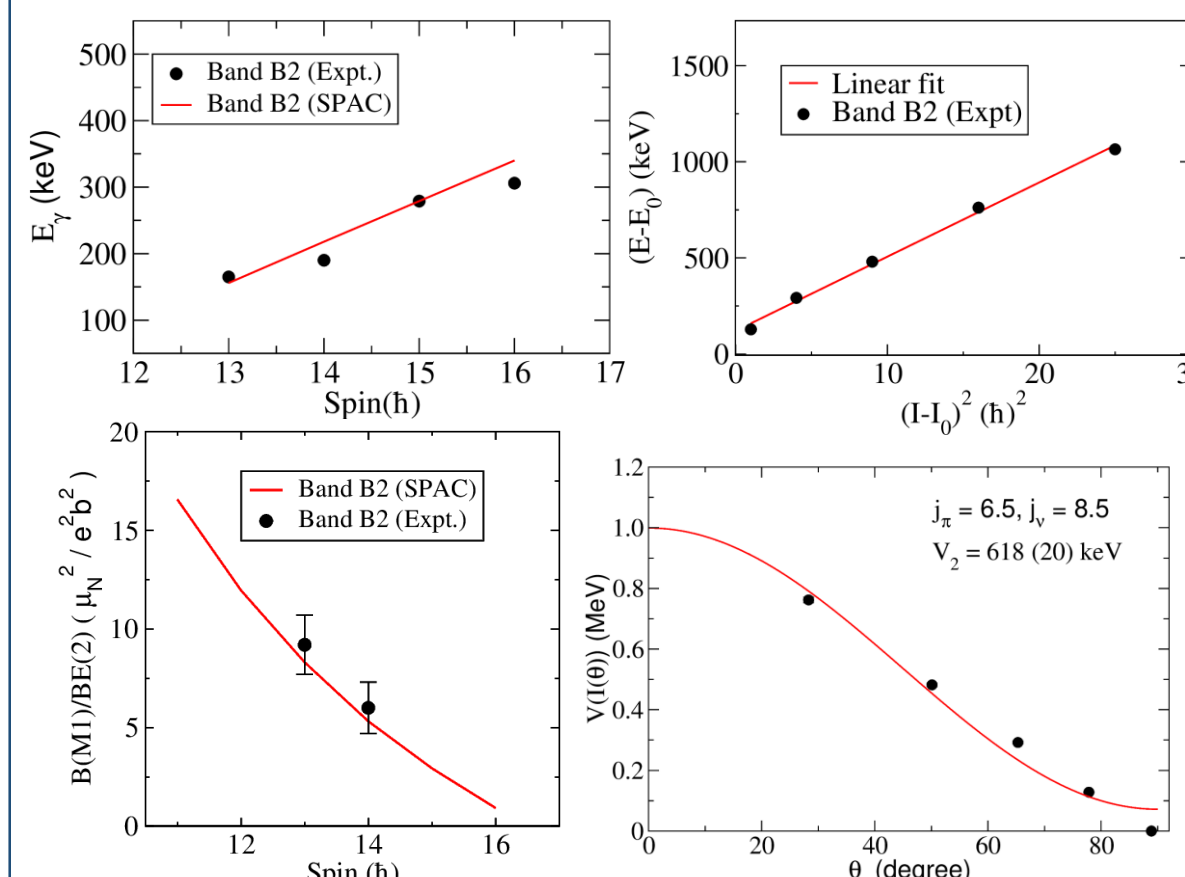 500
400
300
200
100
E_γ (keV)
Band B2 (Expt.)
Band B2 (SPAC)
12 13 14 15 16 17
Spin(ħ)
1500
1000
500
0
(E-E_0) (keV)
Linear fit
Band B2 (Expt)
0 10 20
(I-I_0)^2 (ħ)^2
20
15
10
5
0
B(M1)/BE(2) ( μ_N^2 / e^2b^2 )
Band B2 (SPAC)
Band B2 (Expt.)
12 14 16
Spin (ħ)
1.2
1.0
0.8
0.6
0.4
0.2
0
V(I(θ)) (MeV)
j_π = 6.5, j_ν = 8.5
V_2 = 618 (20) keV
0 20 40 60 80
θ (degree)